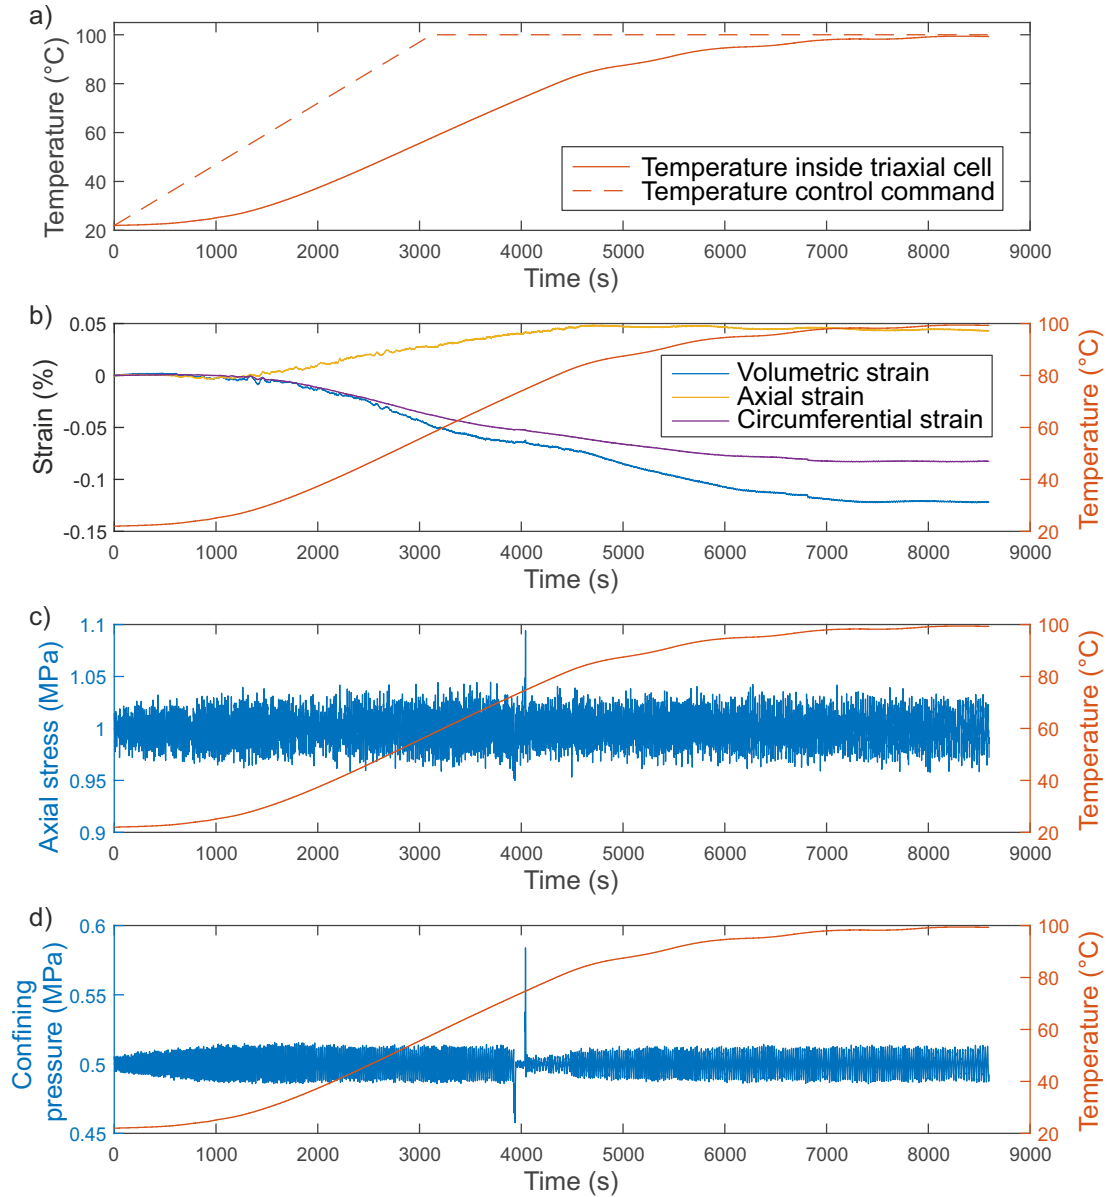 a)
100
80
60
40
20
Temperature (°C)
Temperature inside triaxial cell
Temperature control command
0 1000 2000 3000 4000 5000 6000 7000 8000 9000
Time (s)
b)
0.05
0
-0.05
-0.1
-0.15
Strain (%)
Volumetric strain
Axial strain
Circumferential strain
100
80
60
40
20
Temperature (°C)
0 1000 2000 3000 4000 5000 6000 7000 8000 9000
Time (s)
c)
1.1
1.05
1
0.95
0.9
Axial stress (MPa)
100
80
60
40
20
Temperature (°C)
0 1000 2000 3000 4000 5000 6000 7000 8000 9000
Time (s)
d)
0.6
0.55
0.5
0.45
Confining
pressure (MPa)
100
80
60
40
20
Temperature (°C)
0 1000 2000 3000 4000 5000 6000 7000 8000 9000
Time (s)